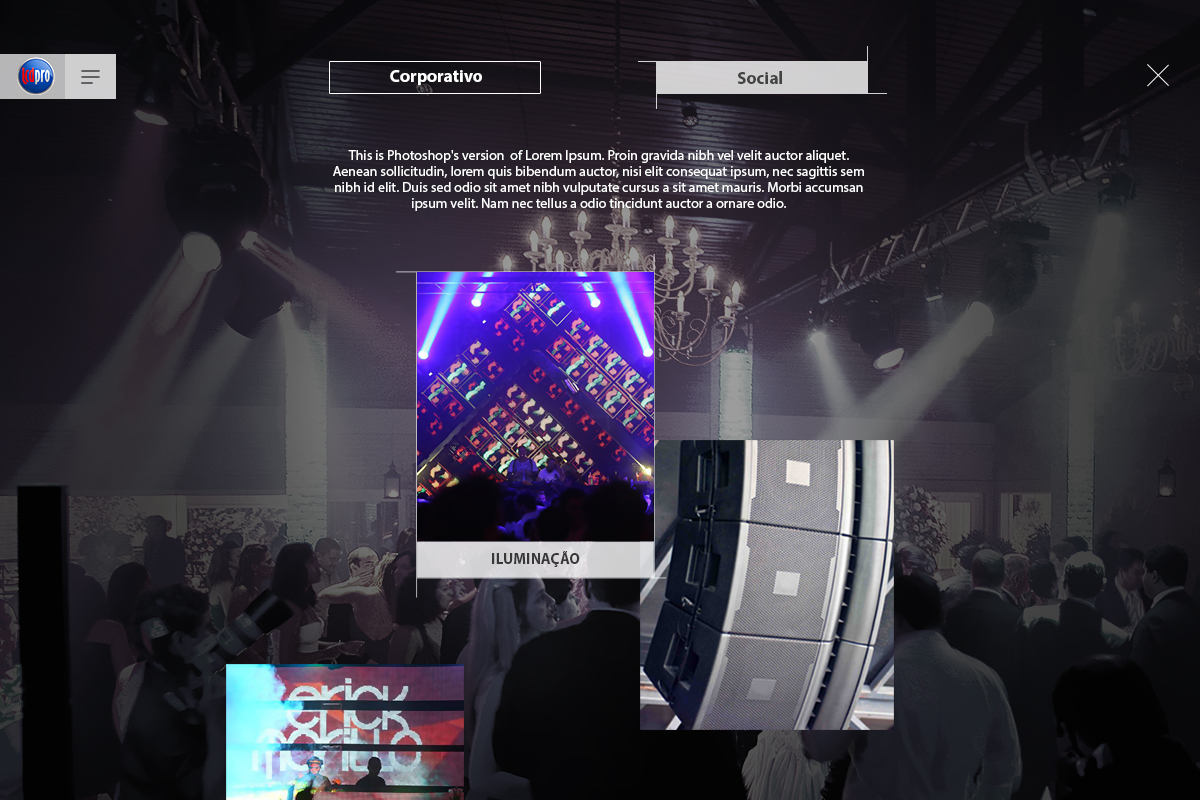 pro
Corporativo
Social
This is Photoshop's version of Lorem Ipsum. Proin gravida nibh vel velit auctor aliquet.
Aenean sollicitudin, lorem quis bibendum auctor, nisi elit consequat ipsum, nec sagittis sem
nibh id elit. Duis sed odio sit amet nibh vulputate cursus a sit amet mauris. Morbi accumsan
ipsum velit. Nam nec tellus a odio tincidunt auctor a ornare odio.
ILUMINAÇÃO
erick
erick
morillo